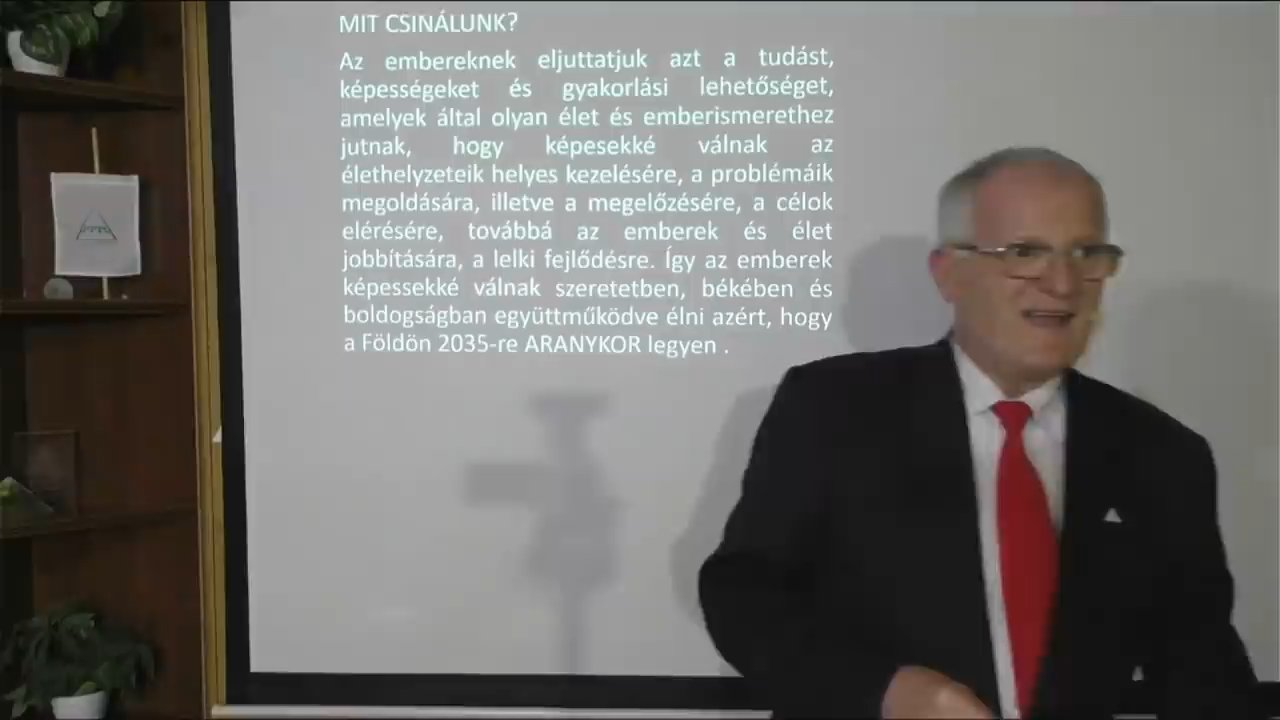 MIT CSINÁLUNK?
Az embereknek eljuttatjuk azt a tudást,
képességeket és gyakorlási lehetőséget,
amelyek által olyan élet és emberismerethez
jutnak, hogy képesekké válnak az
élethelyzeteik helyes kezelésére, a problémáik
megoldására, illetve a megelőzésére, a célok
elérésére, továbbá az emberek és élet
jobbítására, a lelki fejlődésre. Így az emberek
képessekké válnak szeretetben, békében és
boldogságban együttműködve élni azért, hogy
a Földön 2035-re ARANYKOR legyen .